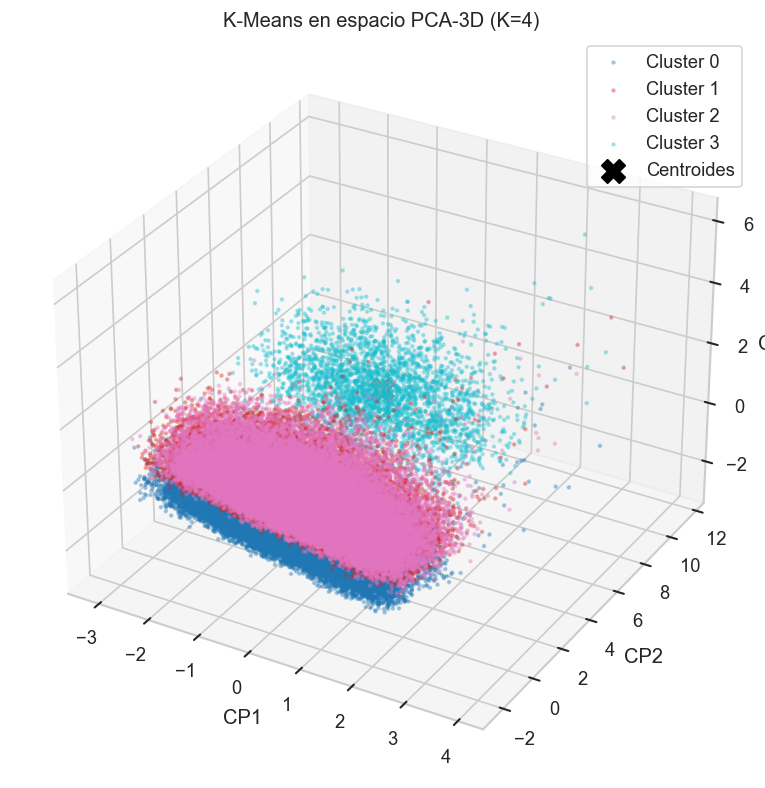 K-Means en espacio PCA-3D (K=4)
Cluster 0
Cluster 1
Cluster 2
Cluster 3
Centroides
6
4
2
0
−2
12
10
8
6
4
2
0
−2
CP2
−3
−2
−1
0
1
2
3
4
CP1